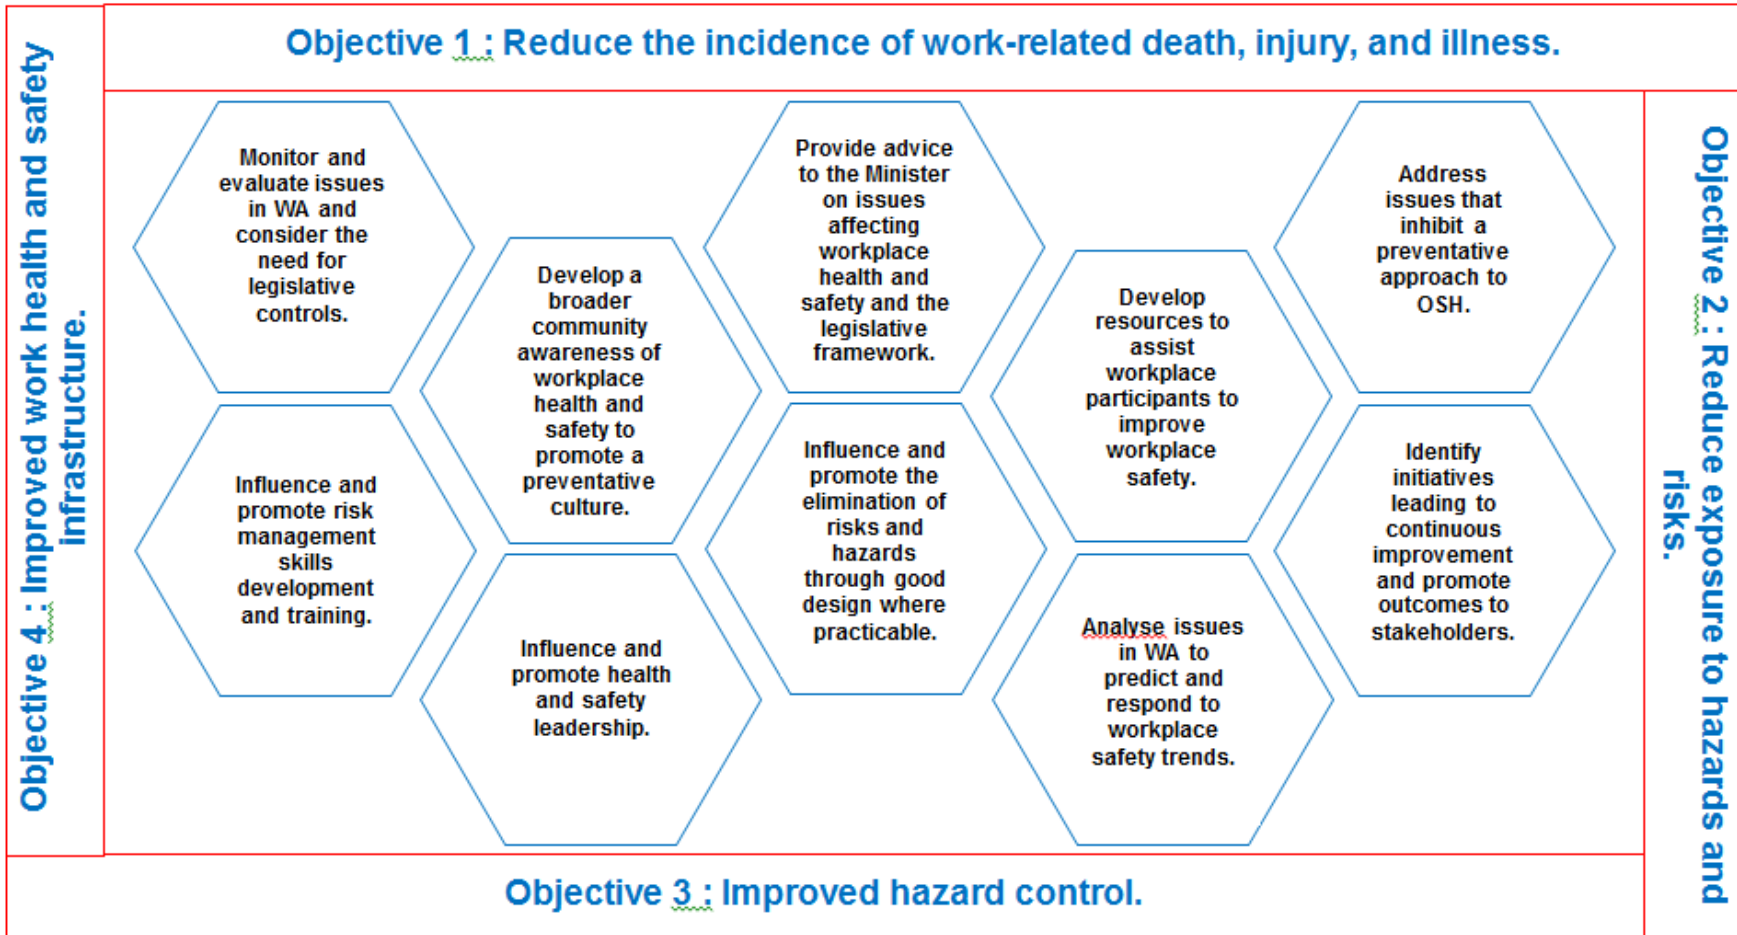 Objective 1 : Reduce the incidence of work-related death, injury, and illness.
Objective 4 : Improved work health and safety
infrastructure.
Monitor and
evaluate issues
in WA and
consider the
need for
legislative
controls.
Develop a
broader
community
awareness of
workplace
health and
safety to
promote a
preventative
culture.
Provide advice
to the Minister
on issues
affecting
workplace
health and
safety and the
legislative
framework.
Develop
resources to
assist
workplace
participants to
improve
workplace
safety.
Address
issues that
inhibit a
preventative
approach to
OSH.
Influence and
promote risk
management
skills
development
and training.
Influence and
promote health
and safety
leadership.
Influence and
promote the
elimination of
risks and
hazards
through good
design where
practicable.
Analyse issues
in WA to
predict and
respond to
workplace
safety trends.
Identify
initiatives
leading to
continuous
improvement
and promote
outcomes to
stakeholders.
Objective 2 : Reduce exposure to hazards and
risks.
Objective 3 : Improved hazard control.